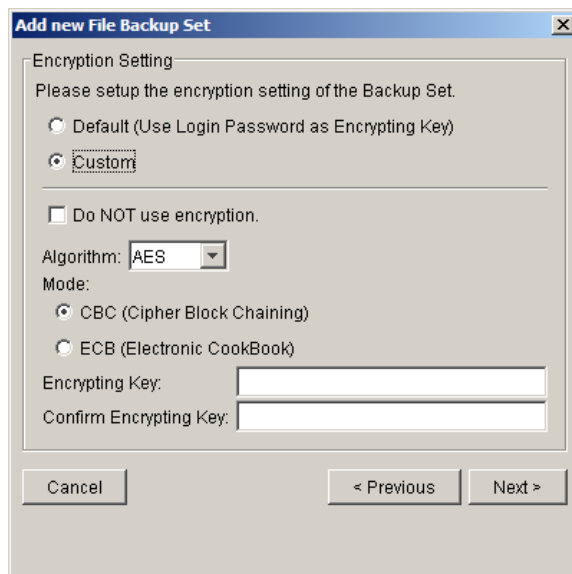 Add new File Backup Set
Encryption Setting
Please setup the encryption setting of the Backup Set.
Default (Use Login Password as Encrypting Key)
Custom
Do NOT use encryption.
Algorithm: AES
Mode:
CBC (Cipher Block Chaining)
ECB (Electronic CookBook)
Encrypting Key:
Confirm Encrypting Key:
Cancel < Previous Next >